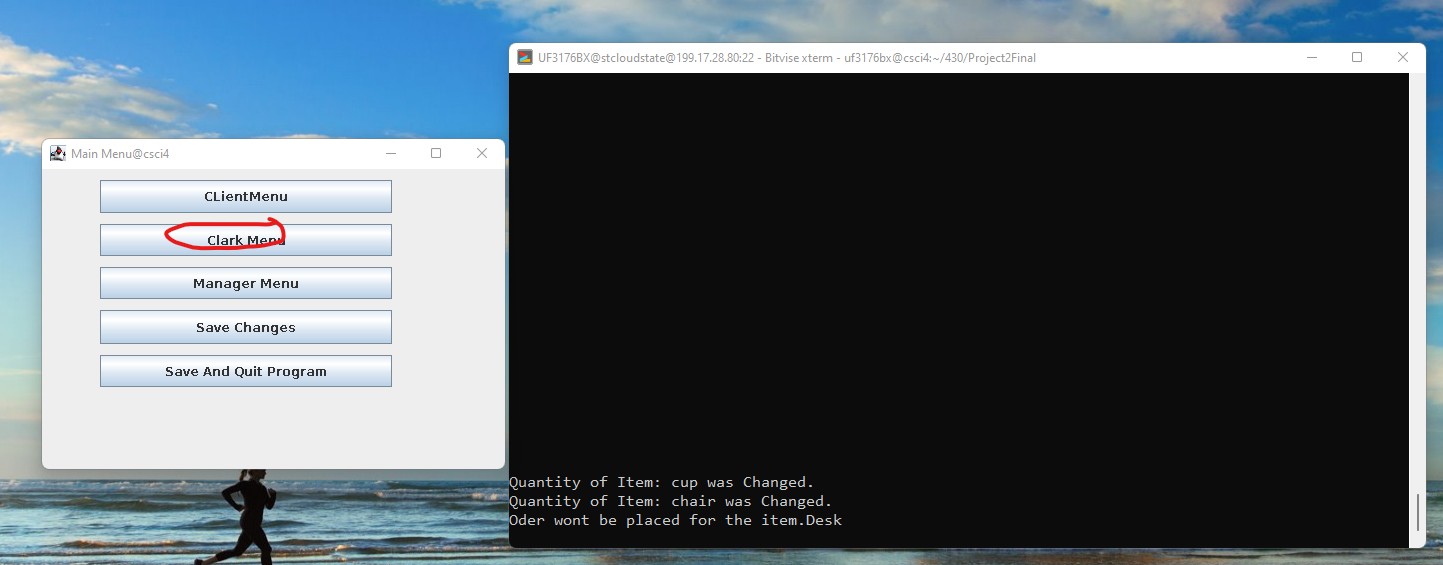 UF3176BX@stcloudstate@199.17.28.80:22 - Bitvise xterm - uf3176bx@csci4:~/430/Project2Final
Main Menu@csci4
CLientMenu
Clark Menu
Manager Menu
Save Changes
Save And Quit Program
Quantity of Item: cup was Changed.
Quantity of Item: chair was Changed.
Oder wont be placed for the item.Desk